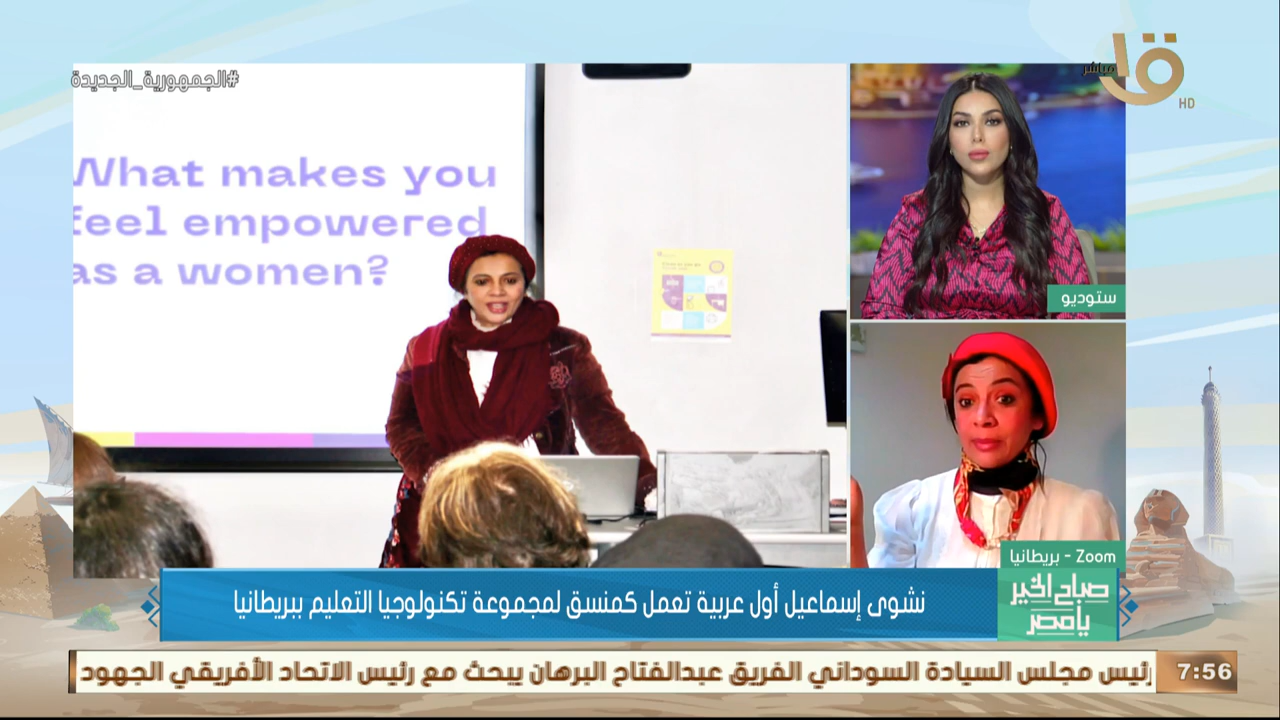 #الجمهورية_الجديدة
مباشر
HD
What makes you
feel empowered
as a women?
ستوديو
Zoom - بريطانيا
صباح الخير
يا مصر
نشوى إسماعيل أول عربية تعمل كمنسق لمجموعة تكنولوجيا التعليم ببريطانيا
رئيس مجلس السيادة السوداني الفريق عبدالفتاح البرهان يبحث مع رئيس الاتحاد الأفريقي الجهود
7:56